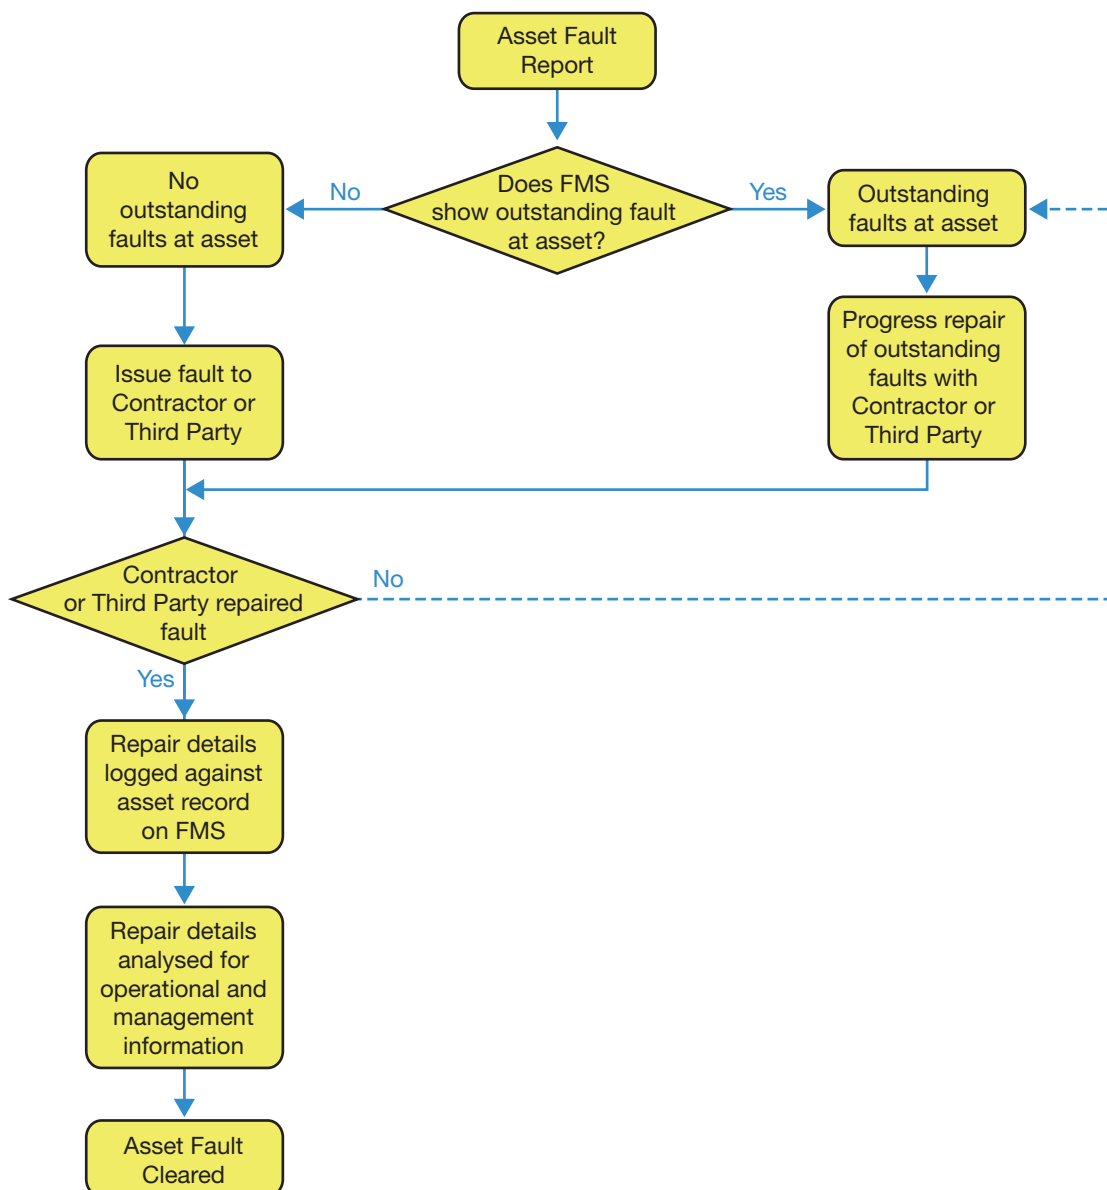 Asset Fault
Report
Does FMS
show outstanding fault
at asset?
No
Yes
No
outstanding
faults at asset
Outstanding
faults at asset
Issue fault to
Contractor or
Third Party
Progress repair
of outstanding
faults with
Contractor or
Third Party
Contractor
or Third Party repaired
fault
No
Yes
Repair details
logged against
asset record
on FMS
Repair details
analysed for
operational and
management
information
Asset Fault
Cleared